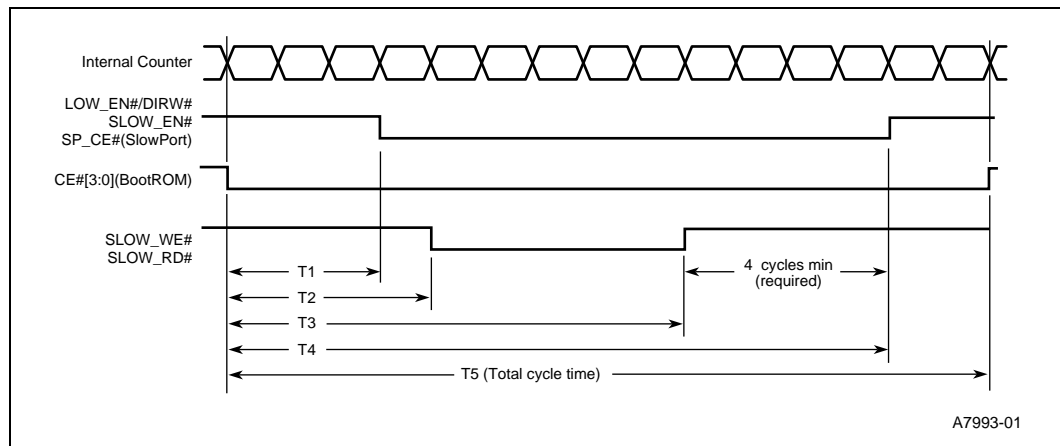 Internal Counter
LOW_EN#/DIRW#
SLOW_EN#
SP_CE#(SlowPort)
CE#[3:0](BootROM)
SLOW_WE#
SLOW_RD#
T1
4 cycles min
(required)
T2
T3
T4
T5 (Total cycle time)
A7993-01